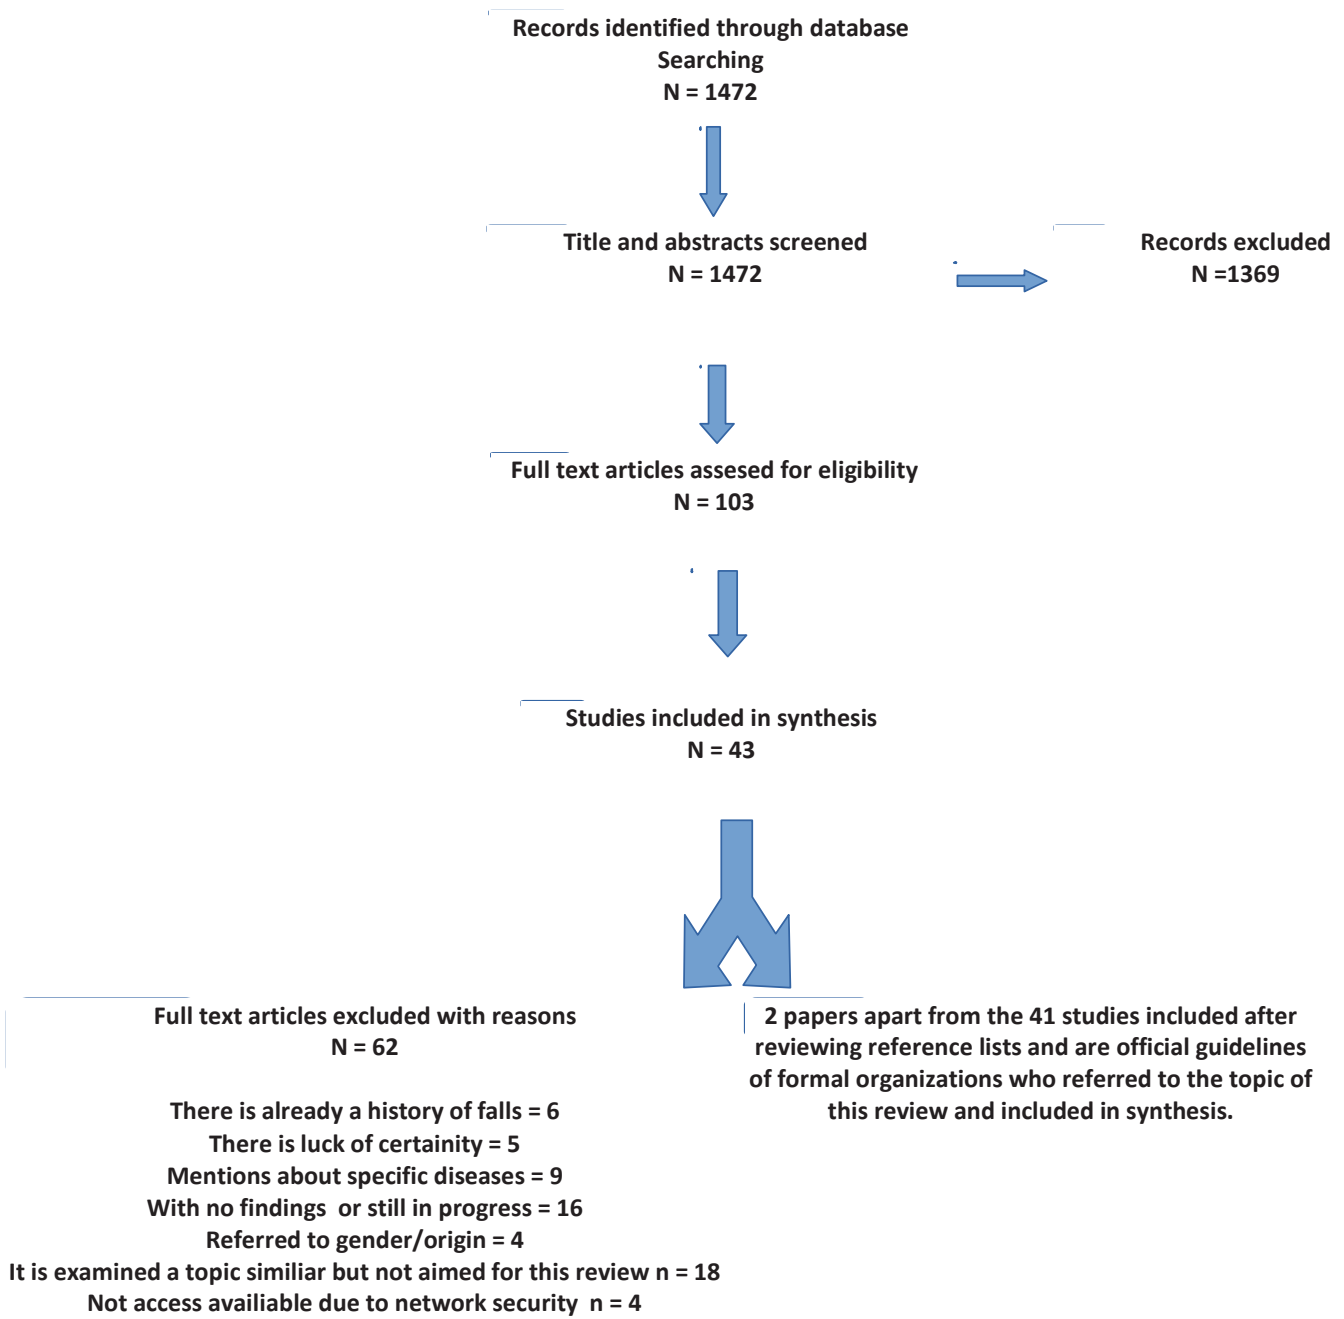 Records identified through database
Searching
N = 1472
Title and abstracts screened
N = 1472
Records excluded
N =1369
Full text articles assesed for eligibility
N = 103
Studies included in synthesis
N = 43
Full text articles excluded with reasons
N = 62
There is already a history of falls = 6
There is luck of certainity = 5
Mentions about specific diseases = 9
With no findings or still in progress = 16
Referred to gender/origin = 4
It is examined a topic similiar but not aimed for this review n = 18
Not access availiable due to network security n = 4
2 papers apart from the 41 studies included after
reviewing reference lists and are official guidelines
of formal organizations who referred to the topic of
this review and included in synthesis.